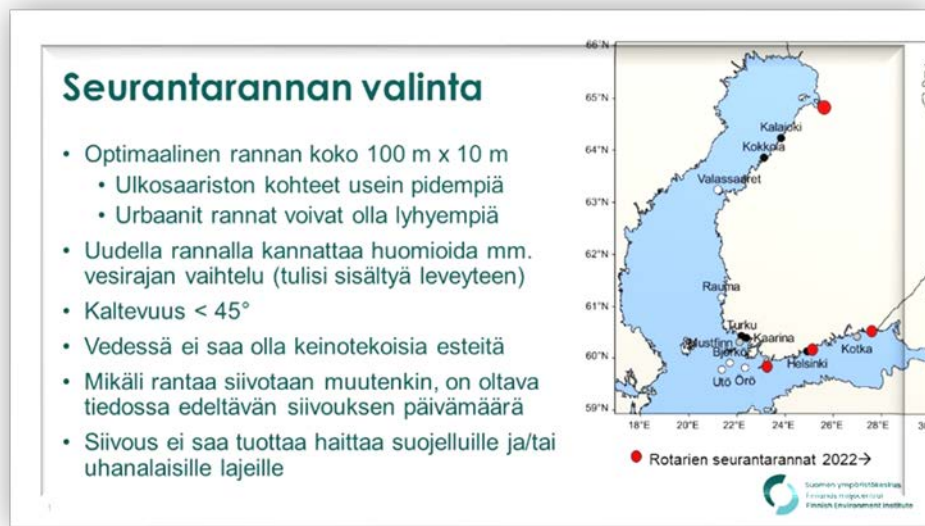 Seurantarannan valinta
• Optimaalinen rannan koko 100 m x 10 m
• Ulkosaariston kohteet usein pidempiä
• Urbaanit rannat voivat olla lyhyempiä
• Uudella rannalla kannattaa huomioida mm.
vesirajan vaihtelu (tulisi sisältyä leveyteen)
• Kaltevuus < 45°
• Vedessä ei saa olla keinotekoisia esteitä
• Mikäli rantaa siivotaan muutenkin, on oltava
tiedossa edeltävän siivouksen päivämäärä
• Siivous ei saa tuottaa haittaa suojelluille ja/tai
uhanalaisille lajeille
66°N
65°N
64°N
63°N
62°N
61°N
60°N
59°N
Kalajoki
Kokkola
Valassaaret
Rauma
Turku
Kaarina
Mustfinn
Björkö
Utö
Örö
Helsinki
Kotka
18°E
20°E
22°E
24°E
26°E
28°E
Rotarien seurantarannat 2022→
Suomen ympäristökeskus
Finlands miljöcentral
Finnish Environment Institute